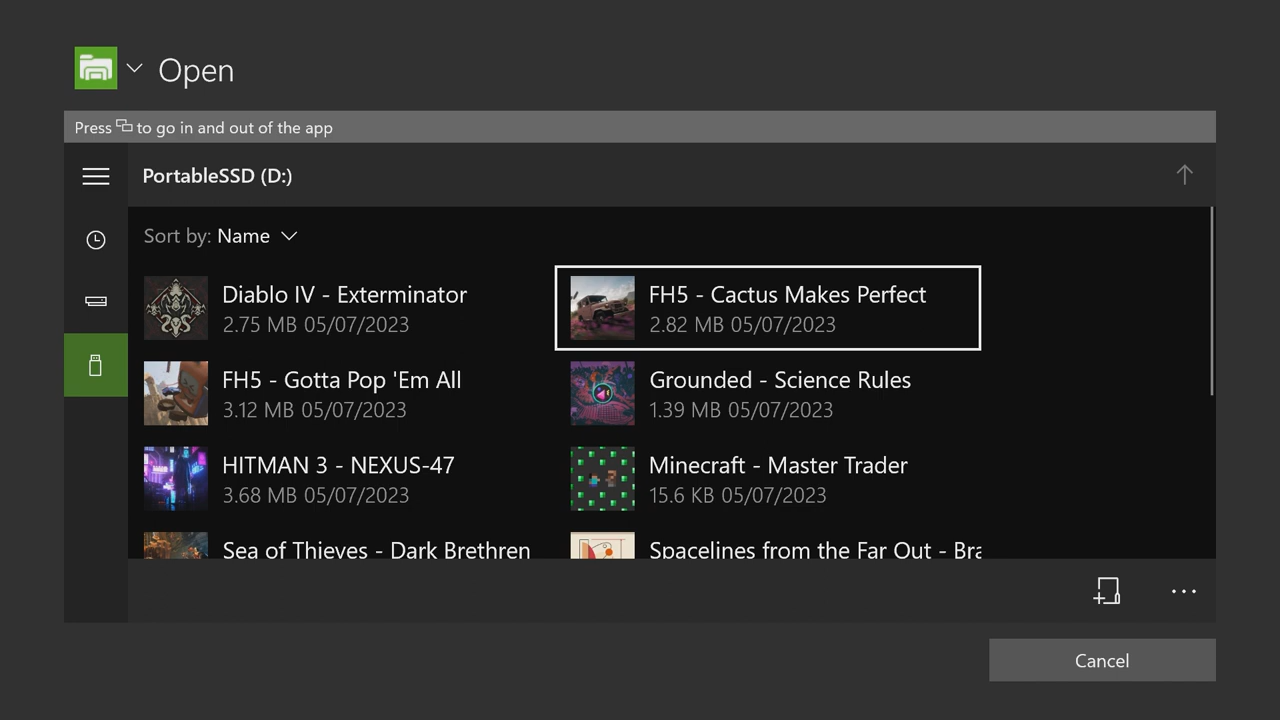 Open
Press to go in and out of the app
PortableSSD (D:)
Sort by: Name
Diablo IV - Exterminator
2.75 MB 05/07/2023
FH5 - Cactus Makes Perfect
2.82 MB 05/07/2023
FH5 - Gotta Pop 'Em All
3.12 MB 05/07/2023
Grounded - Science Rules
1.39 MB 05/07/2023
HITMAN 3 - NEXUS-47
3.68 MB 05/07/2023
Minecraft - Master Trader
15.6 KB 05/07/2023
Sea of Thieves - Dark Brethren
Spacelines from the Far Out - Bra
Cancel